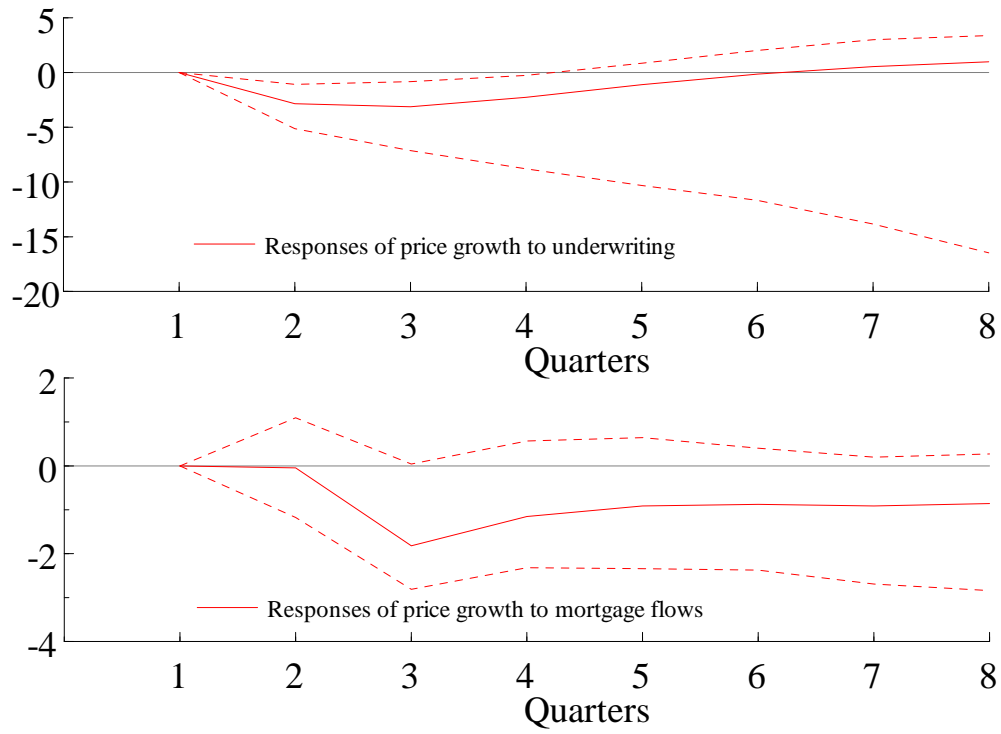 5
0
-5
-10
-15
-20
Responses of price growth to underwriting
1 2 3 4 5 6 7 8
Quarters
2
0
-2
-4
Responses of price growth to mortgage flows
1 2 3 4 5 6 7 8
Quarters